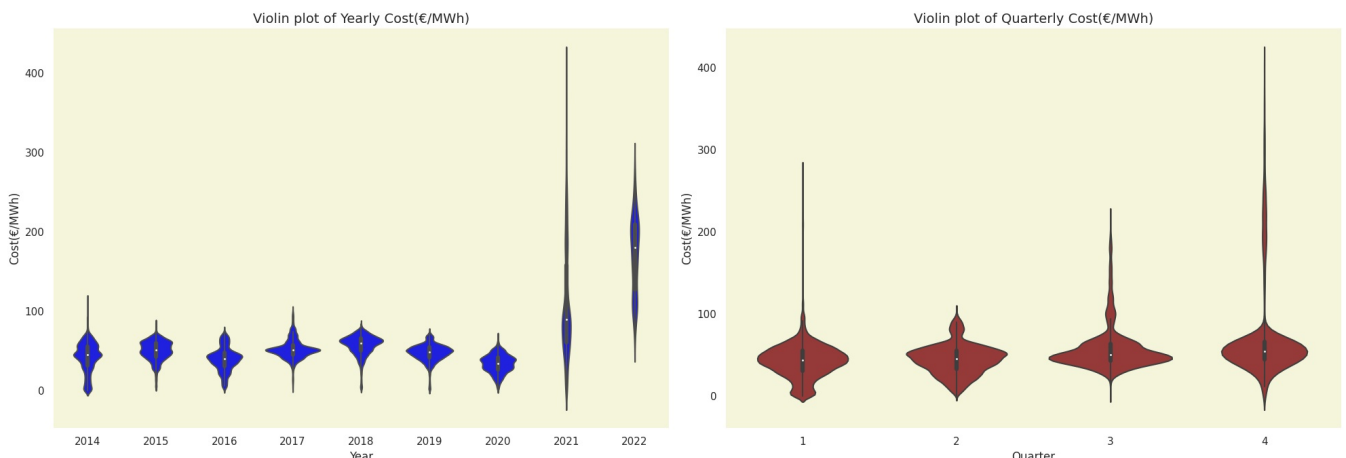 Violin plot of Yearly Cost(€/MWh)
400
300
200
100
0
Cost(€/MWh)
2014 2015 2016 2017 2018 2019 2020 2021 2022
Year
Violin plot of Quarterly Cost(€/MWh)
400
300
200
100
0
Cost(€/MWh)
1 2 3 4
Quarter